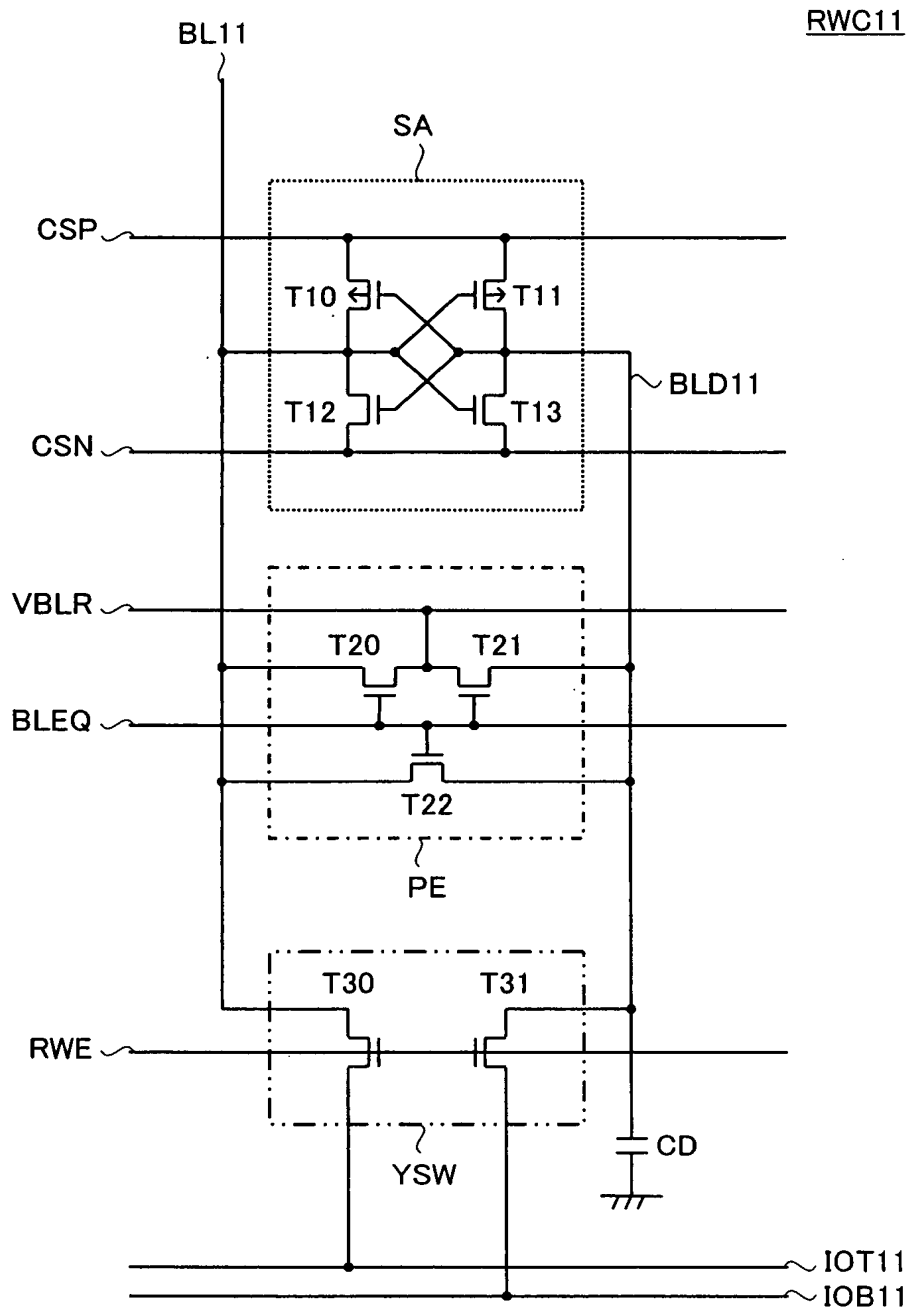 RWC11
BL11
SA
CSP
T10
T11
BLD11
T12
T13
CSN
VBLR
T20
T21
BLEQ
T22
PE
T30
T31
RWE
CD
YSW
IOT11
IOB11